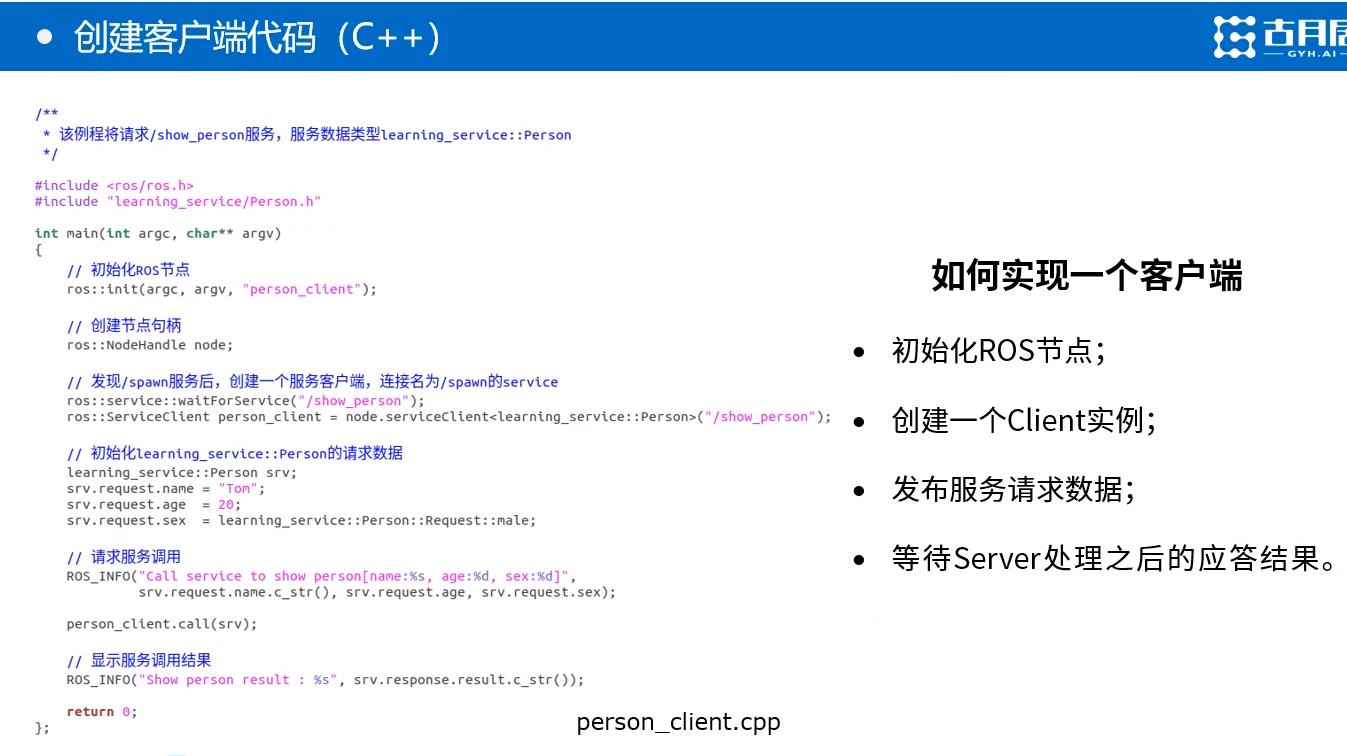 创建客户端代码（C++）
GYH.AI
/**
* 该例程将请求/show_person服务，服务数据类型learning_service::Person
*/
#include <ros/ros.h>
#include "learning_service/Person.h"
int main(int argc, char** argv)
{
// 初始化ROS节点
ros::init(argc, argv, "person_client");
// 创建节点句柄
ros::NodeHandle node;
// 发现/spawn服务后，创建一个服务客户端，连接名为/spawn的service
ros::service::waitForService("/show_person");
ros::ServiceClient person_client = node.serviceClient<learning_service::Person>("/show_person");
// 初始化learning_service::Person的请求数据
learning_service::Person srv;
srv.request.name = "Tom";
srv.request.age  = 20;
srv.request.sex  = learning_service::Person::Request::male;
// 请求服务调用
ROS_INFO("Call service to show person[name:%s, age:%d, sex:%d]",
srv.request.name.c_str(), srv.request.age, srv.request.sex);
person_client.call(srv);
// 显示服务调用结果
ROS_INFO("Show person result : %s", srv.response.result.c_str());
return 0;
};
如何实现一个客户端
• 初始化ROS节点；
• 创建一个Client实例；
• 发布服务请求数据；
• 等待Server处理之后的应答结果。
person_client.cpp